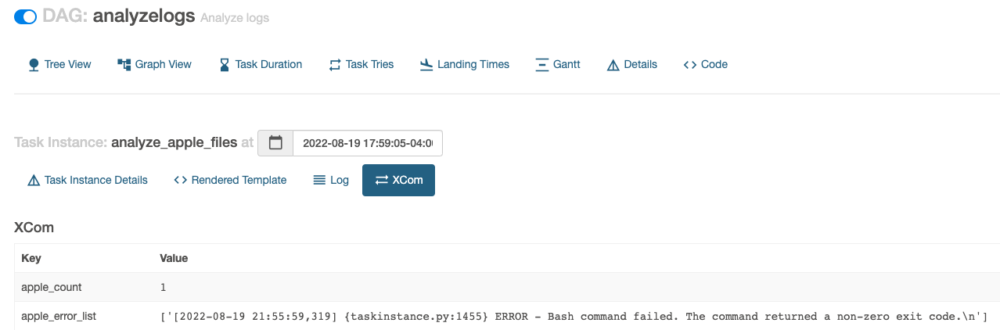 DAG: analyzelogs Analyze logs
Tree View Graph View Task Duration Task Tries Landing Times Gantt Details Code
Task Instance: analyze_apple_files at 2022-08-19 17:59:05-04:00
Task Instance Details Rendered Template Log XCom
XCom
Key Value
apple_count 1
apple_error_list ['[2022-08-19 21:55:59,319] {taskinstance.py:1455} ERROR - Bash command failed. The command returned a non-zero exit code.\n']